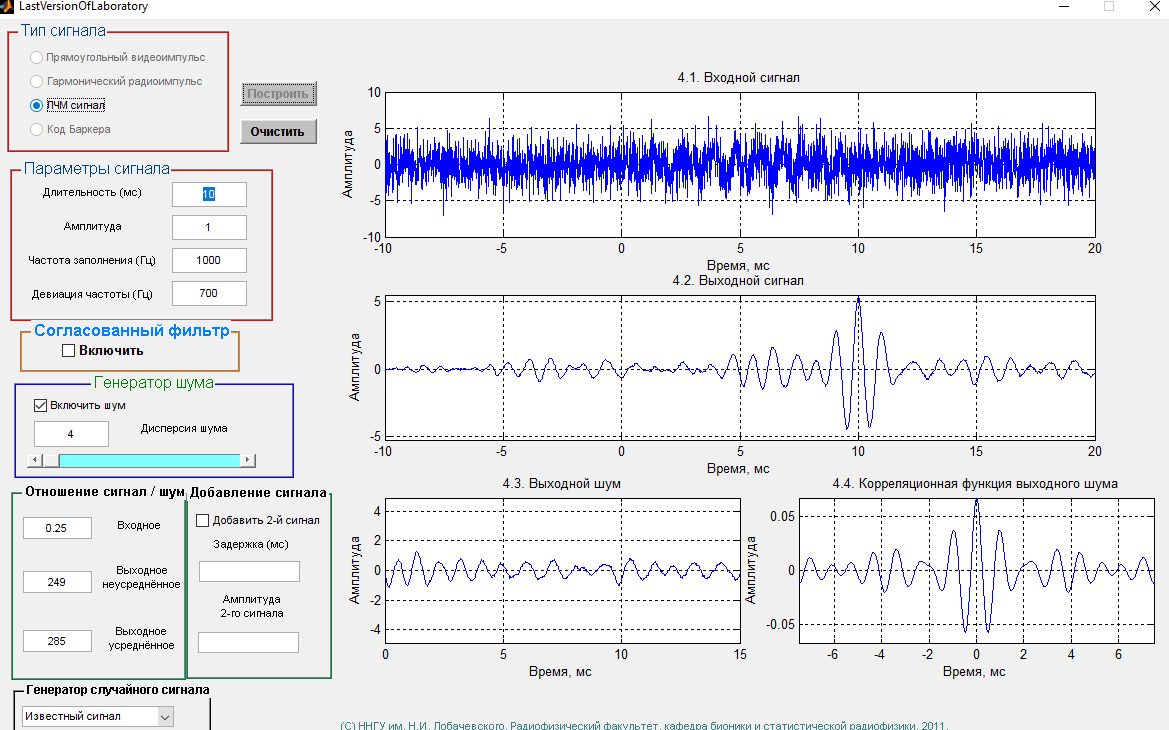 LastVersionOfLaboratory
Тип сигнала
Прямоугольный видеоимпульс
Гармонический радиоимпульс
ЛЧМ сигнал
Код Баркера
Построить
Очистить
Параметры сигнала
Длительность (мс)
10
Амплитуда
1
Частота заполнения (Гц)
1000
Девиация частоты (Гц)
700
Согласованный фильтр
Включить
Генератор шума
Включить шум
4
Дисперсия шума
Отношение сигнал / шум
0.25
Входное
249
Выходное
неусреднённое
285
Выходное
усреднённое
Добавление сигнала
Добавить 2-й сигнал
Задержка (мс)
Амплитуда
2-го сигнала
Генератор случайного сигнала
Известный сигнал
4.1. Входной сигнал
Амплитуда
10
5
0
-5
-10
-10 -5 0 5 10 15 20
Время, мс
4.2. Выходной сигнал
Амплитуда
5
0
-5
-10 -5 0 5 10 15 20
Время, мс
4.3. Выходной шум
Амплитуда
4
2
0
-2
-4
0 5 10 15
Время, мс
4.4. Корреляционная функция выходного шума
Амплитуда
0.05
0
-0.05
-6 -4 -2 0 2 4 6
Время, мс
(С) ННГУ им. Н.И. Лобачевского, Радиофизический факультет, кафедра бионики и статистической радиофизики, 2011.